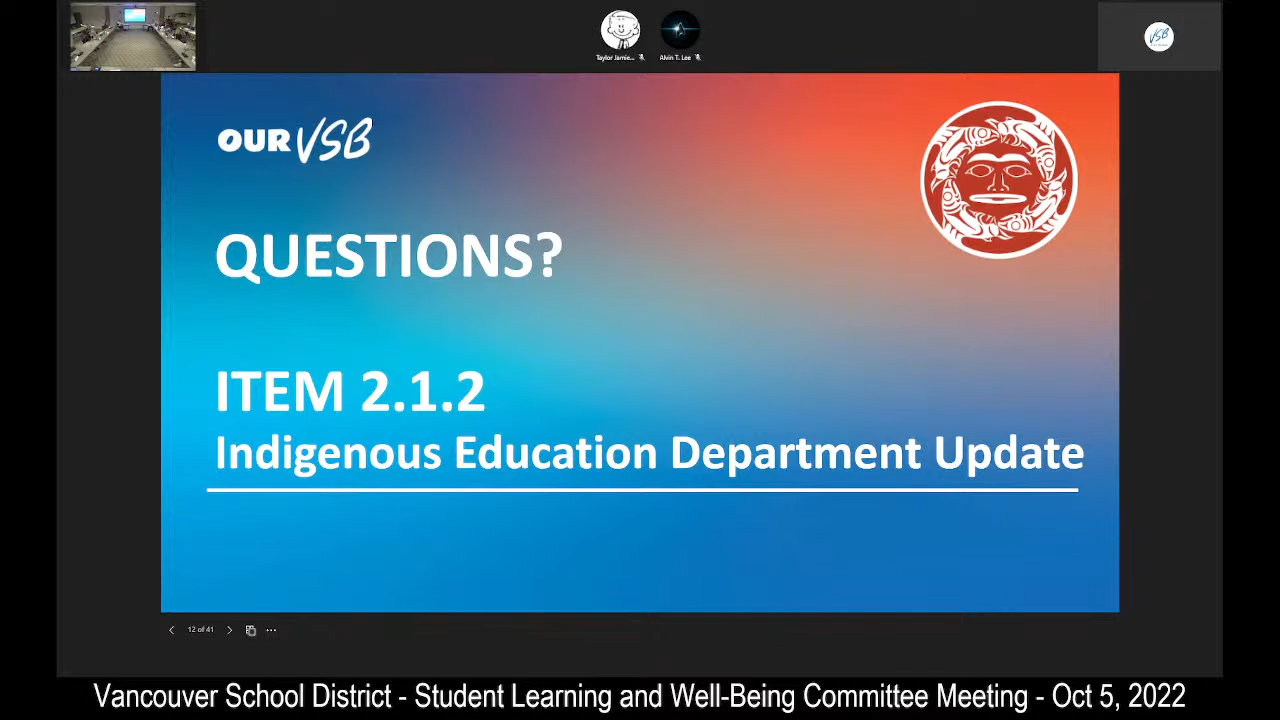 Taylor Jamie...
Alvin T. Lee
VSB
OUR VSB
QUESTIONS?
ITEM 2.1.2
Indigenous Education Department Update
12 of 41
Vancouver School District - Student Learning and Well-Being Committee Meeting - Oct 5, 2022